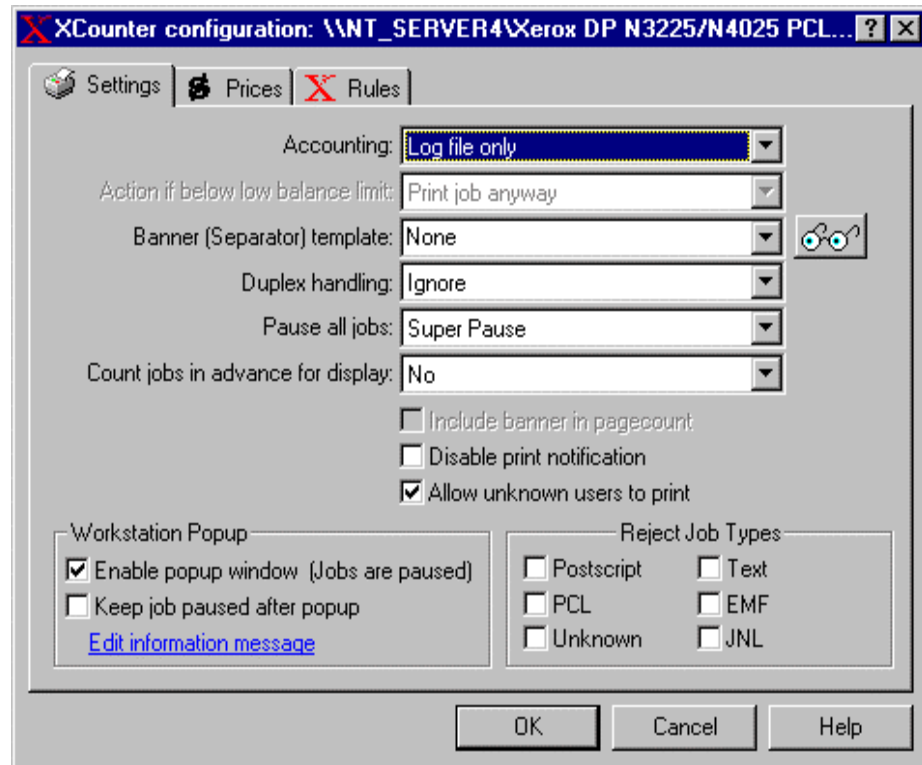 XCounter configuration: \\NT_SERVER4\Xerox DP N3225/N4025 PCL...
Settings Prices Rules
Accounting: Log file only
Action if below low balance limit: Print job anyway
Banner (Separator) template: None
Duplex handling: Ignore
Pause all jobs: Super Pause
Count jobs in advance for display: No
Include banner in pagecount
Disable print notification
Allow unknown users to print
Workstation Popup
Enable popup window (Jobs are paused)
Keep job paused after popup
Edit information message
Reject Job Types
Postscript Text
PCL EMF
Unknown JNL
OK Cancel Help